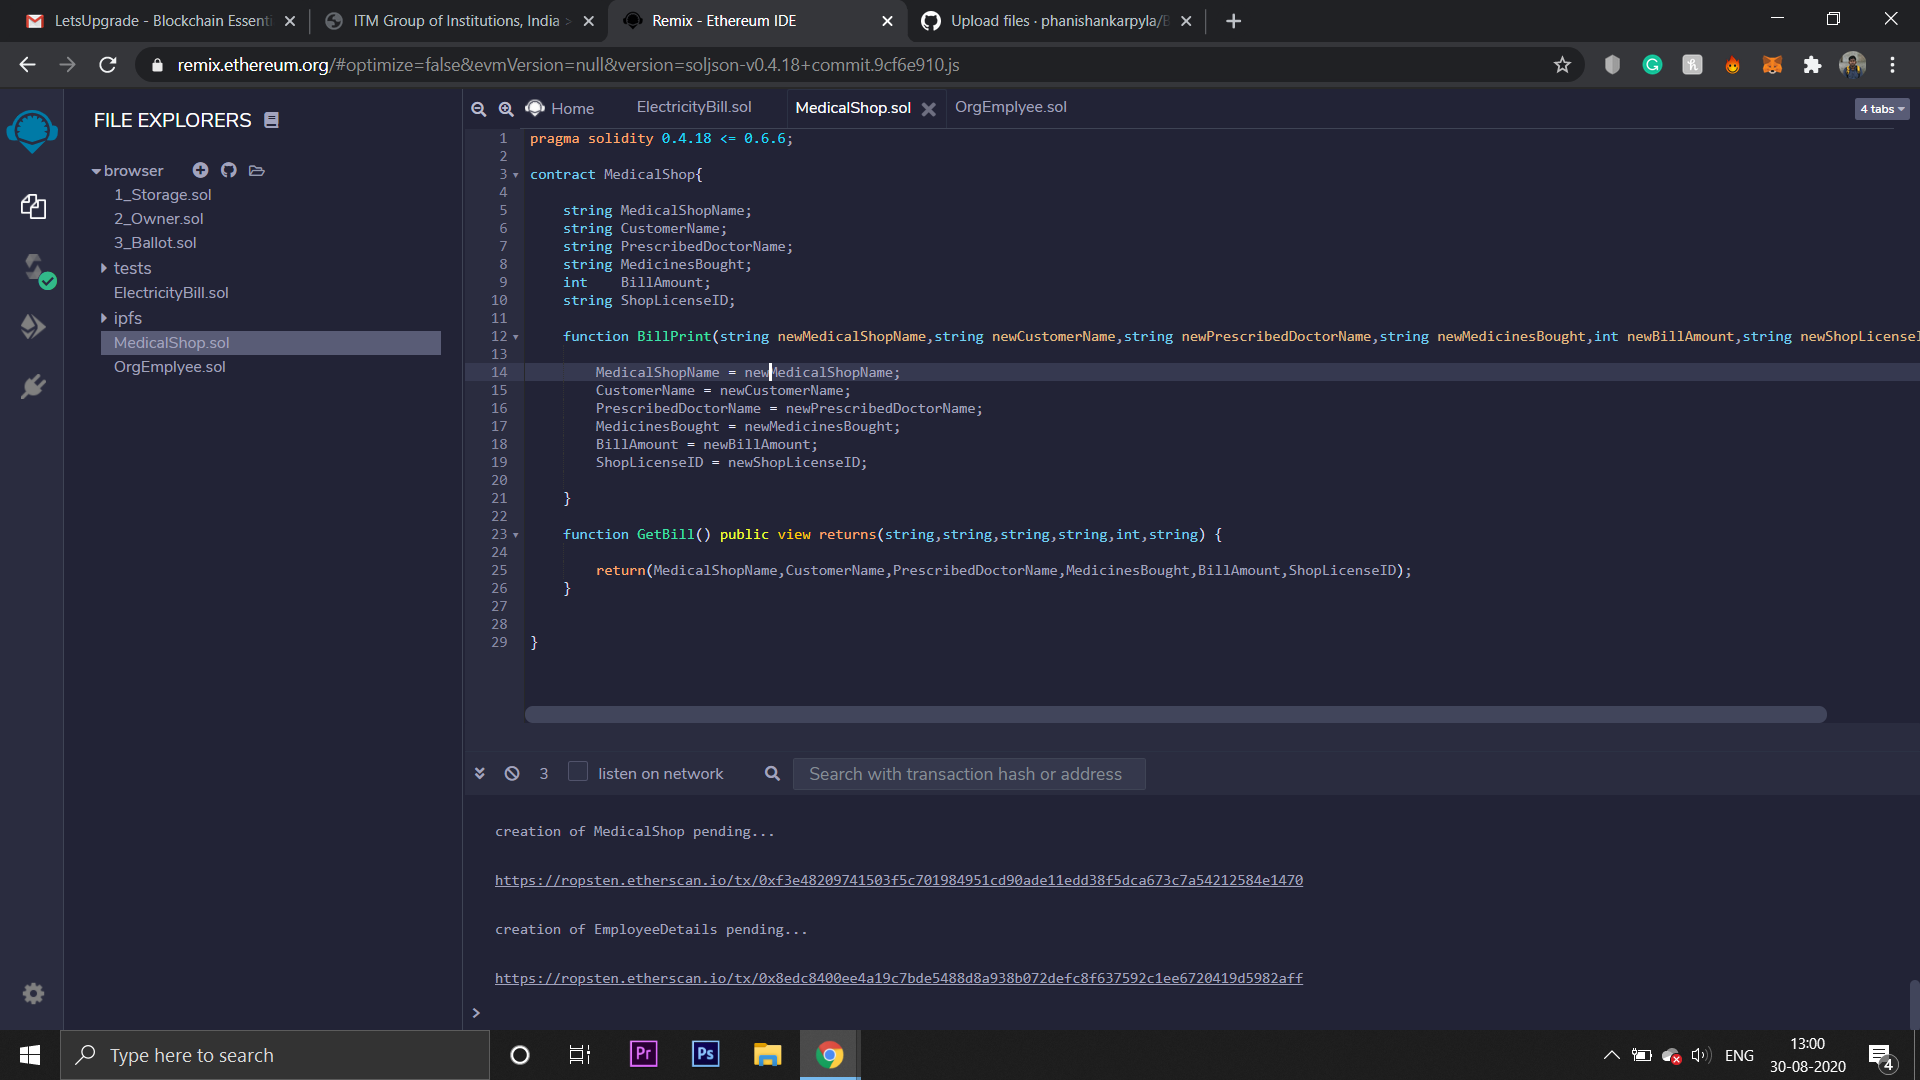 LetsUpgrade - Blockchain Essenti
ITM Group of Institutions, India
Remix - Ethereum IDE
Upload files · phanishankarpyla/B
remix.ethereum.org/#optimize=false&evmVersion=null&version=soljson-v0.4.18+commit.9cf6e910.js
FILE EXPLORERS
browser
1_Storage.sol
2_Owner.sol
3_Ballot.sol
tests
ElectricityBill.sol
ipfs
MedicalShop.sol
OrgEmplyee.sol
Home
ElectricityBill.sol
MedicalShop.sol
OrgEmplyee.sol
4 tabs
1 pragma solidity 0.4.18 <= 0.6.6;
2
3 contract MedicalShop{
4
5 string MedicalShopName;
6 string CustomerName;
7 string PrescribedDoctorName;
8 string MedicinesBought;
9 int    BillAmount;
10 string ShopLicenseID;
11
12 function BillPrint(string newMedicalShopName,string newCustomerName,string newPrescribedDoctorName,string newMedicinesBought,int newBillAmount,string newShopLicenseI
13
14 MedicalShopName = newMedicalShopName;
15 CustomerName = newCustomerName;
16 PrescribedDoctorName = newPrescribedDoctorName;
17 MedicinesBought = newMedicinesBought;
18 BillAmount = newBillAmount;
19 ShopLicenseID = newShopLicenseID;
20
21 }
22
23 function GetBill() public view returns(string,string,string,string,int,string) {
24
25 return(MedicalShopName,CustomerName,PrescribedDoctorName,MedicinesBought,BillAmount,ShopLicenseID);
26 }
27
28
29 }
3 listen on network
Search with transaction hash or address
creation of MedicalShop pending...
https://ropsten.etherscan.io/tx/0xf3e48209741503f5c701984951cd90ade11edd38f5dca673c7a54212584e1470
creation of EmployeeDetails pending...
https://ropsten.etherscan.io/tx/0x8edc8400ee4a19c7bde5488d8a938b072defc8f637592c1ee6720419d5982aff
>
Type here to search
Pr
Ps
ENG
13:00
30-08-2020
4